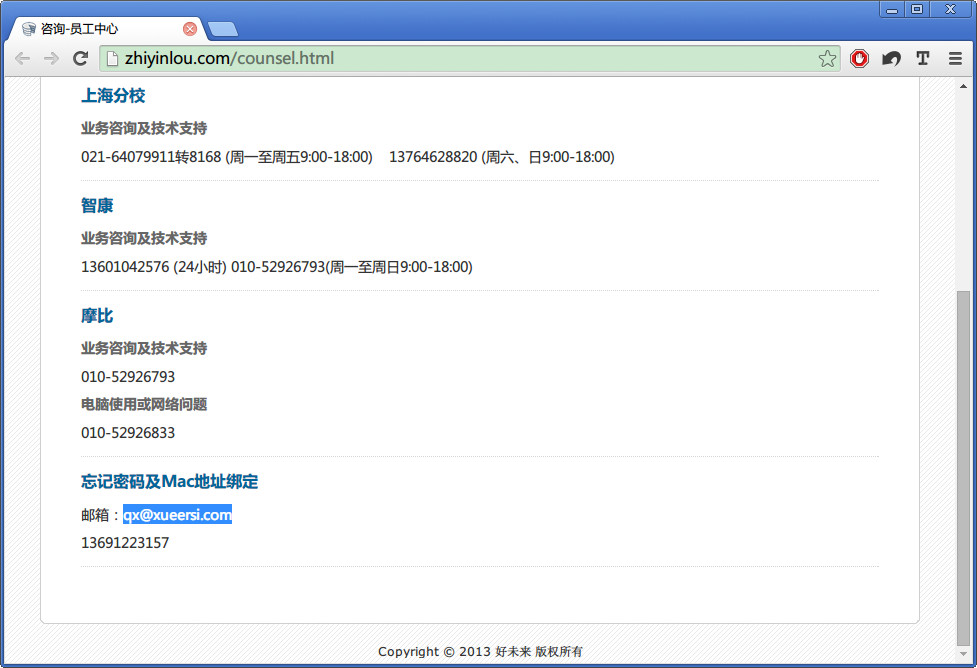 咨询-员工中心
zhiyinlou.com/counsel.html
上海分校
业务咨询及技术支持
021-64079911转8168 (周一至周五9:00-18:00) 13764628820 (周六、日9:00-18:00)
智康
业务咨询及技术支持
13601042576 (24小时) 010-52926793(周一至周日9:00-18:00)
摩比
业务咨询及技术支持
010-52926793
电脑使用或网络问题
010-52926833
忘记密码及Mac地址绑定
邮箱：qx@xueersi.com
13691223157
Copyright © 2013 好未来 版权所有